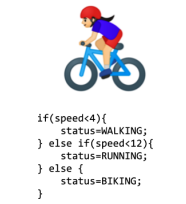 if(speed<4){
    status=WALKING;
} else if(speed<12){
    status=RUNNING;
} else {
    status=BIKING;
}